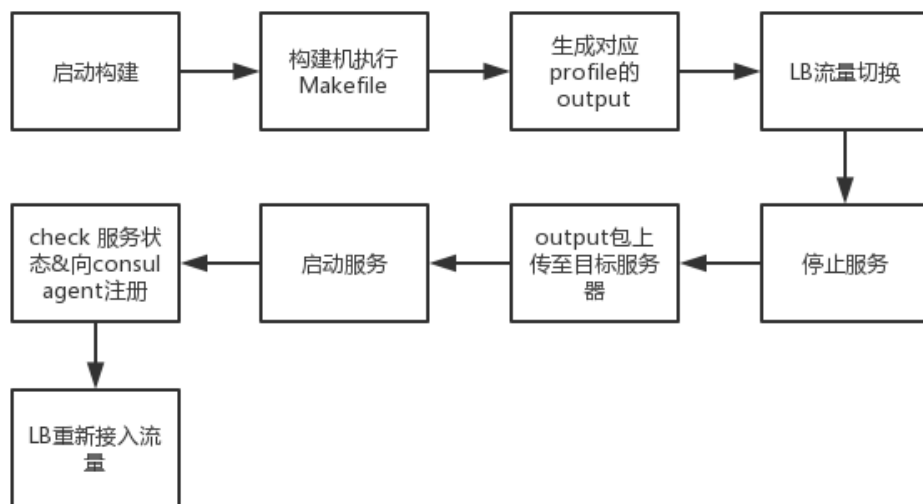 启动构建
构建机执行
Makefile
生成对应
profile的
output
LB流量切换
停止服务
output包上
传至目标服务
器
启动服务
check 服务状
态&向consul
agent注册
LB重新接入流
量